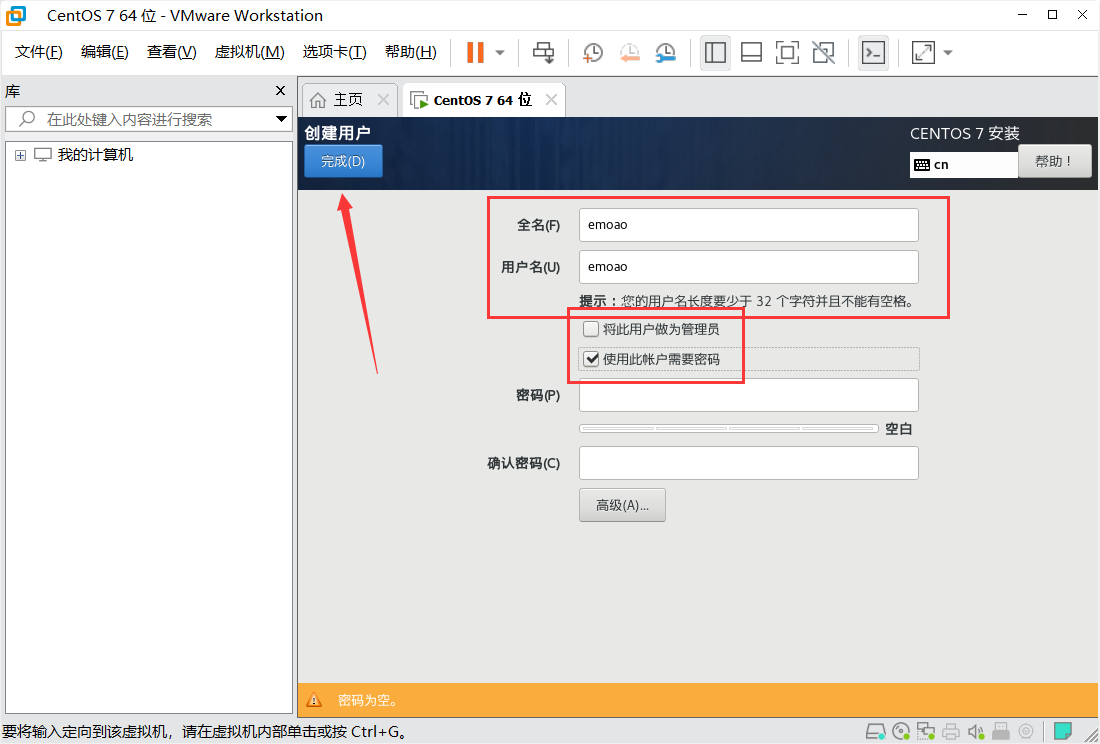 CentOS 7 64 位 - VMware Workstation
文件(F) 编辑(E) 查看(V) 虚拟机(M) 选项卡(T) 帮助(H)
库
在此处键入内容进行搜索
我的计算机
主页
CentOS 7 64 位
创建用户
完成(D)
CENTOS 7 安装
cn
帮助！
全名(F)
emoao
用户名(U)
emoao
提示：您的用户名长度要少于 32 个字符并且不能有空格。
将此用户做为管理员
使用此帐户需要密码
密码(P)
空白
确认密码(C)
高级(A)...
密码为空。
要将输入定向到该虚拟机，请在虚拟机内部单击或按 Ctrl+G。